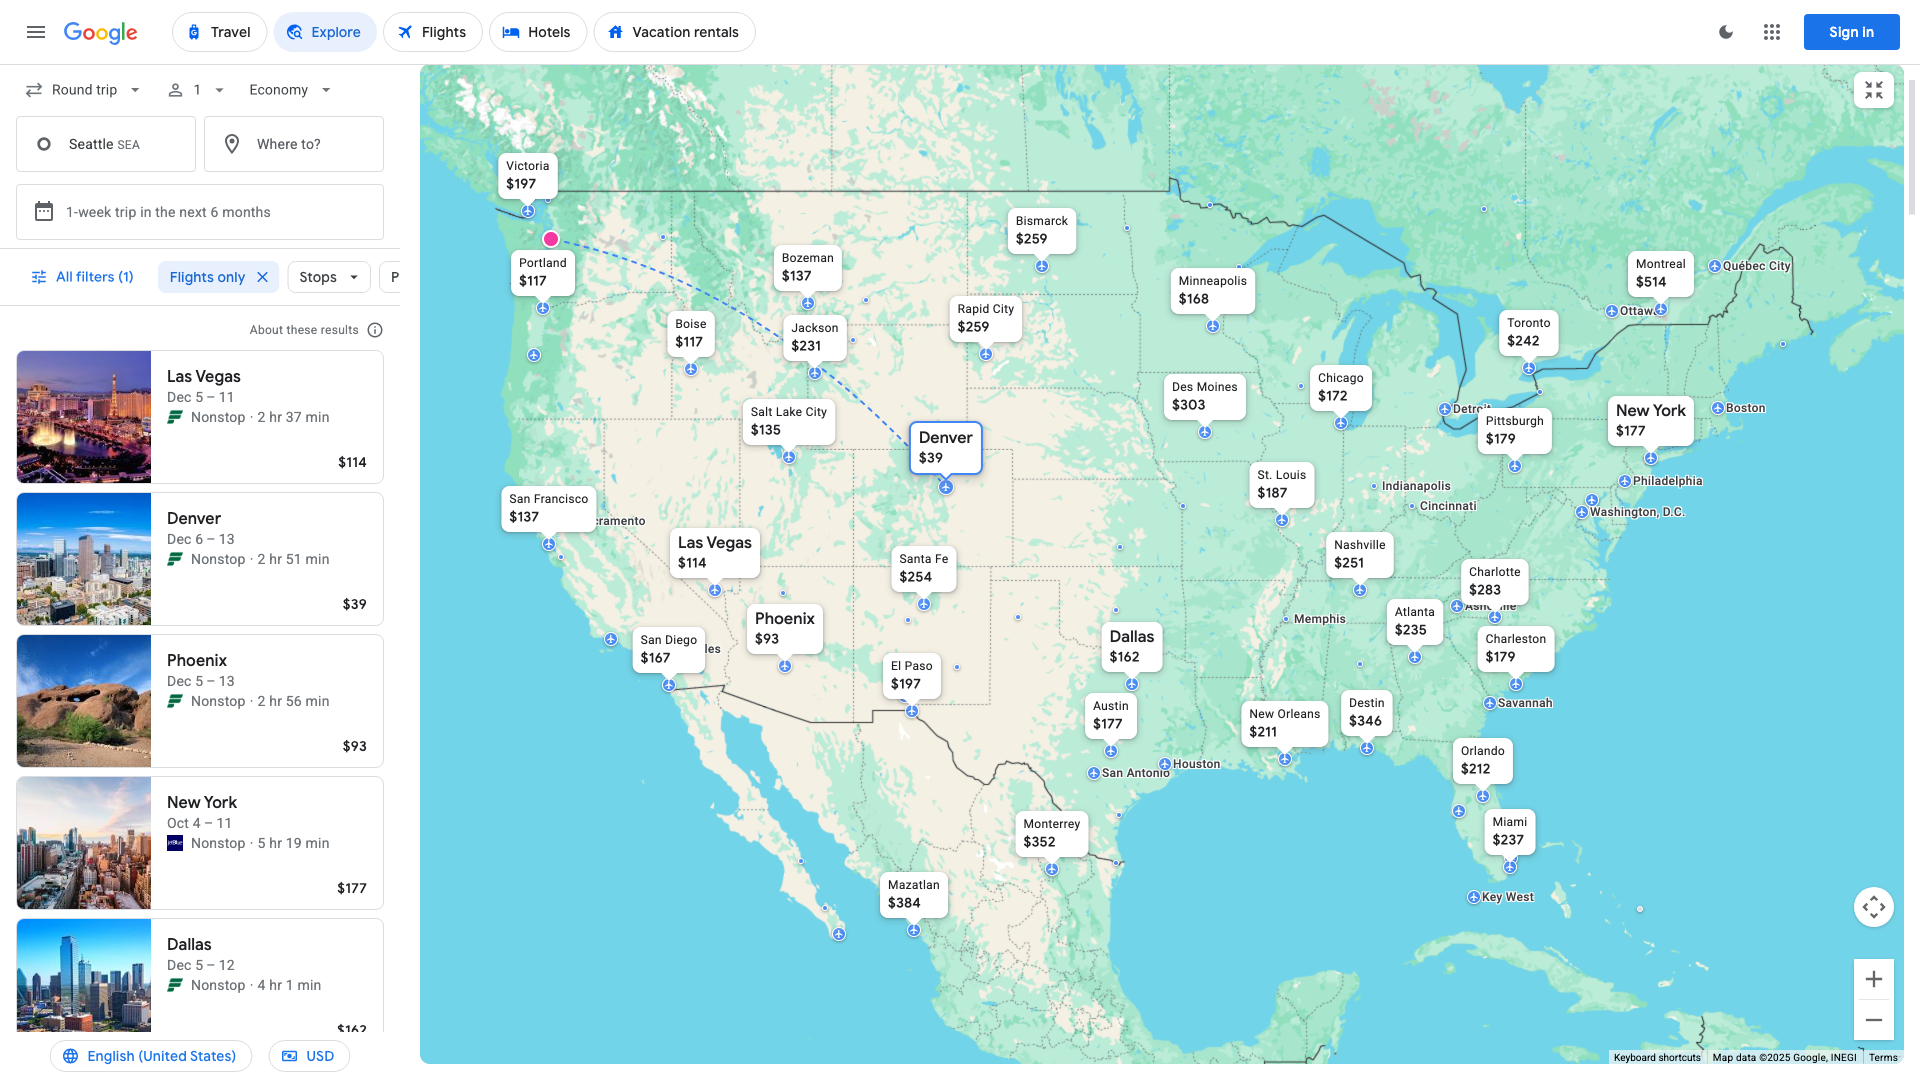 Google
Travel
Explore
Flights
Hotels
Vacation rentals
Sign in
Round trip
1
Economy
Seattle SEA
Where to?
1-week trip in the next 6 months
All filters (1)
Flights only
Stops
P
About these results
Las Vegas
Dec 5 – 11
Nonstop · 2 hr 37 min
$114
Denver
Dec 6 – 13
Nonstop · 2 hr 51 min
$39
Phoenix
Dec 5 – 13
Nonstop · 2 hr 56 min
$93
New York
Oct 4 – 11
jetBlue
Nonstop · 5 hr 19 min
$177
Dallas
Dec 5 – 12
Nonstop · 4 hr 1 min
$162
English (United States)
USD
Victoria
$197
Portland
$117
Bozeman
$137
Bismarck
$259
Minneapolis
$168
Montreal
$514
Québec City
Ottawa
Boise
$117
Jackson
$231
Rapid City
$259
Toronto
$242
Des Moines
$303
Chicago
$172
Detroit
Pittsburgh
$179
New York
$177
Boston
Salt Lake City
$135
Denver
$39
San Francisco
$137
cramento
St. Louis
$187
Indianapolis
Cincinnati
Philadelphia
Washington, D.C.
Las Vegas
$114
Santa Fe
$254
Nashville
$251
Charlotte
$283
Asheville
Phoenix
$93
San Diego
$167
les
Memphis
Atlanta
$235
Dallas
$162
Charleston
$179
El Paso
$197
Austin
$177
New Orleans
$211
Destin
$346
Savannah
San Antonio
Houston
Orlando
$212
Monterrey
$352
Miami
$237
Mazatlan
$384
Key West
Keyboard shortcuts
Map data ©2025 Google, INEGI
Terms